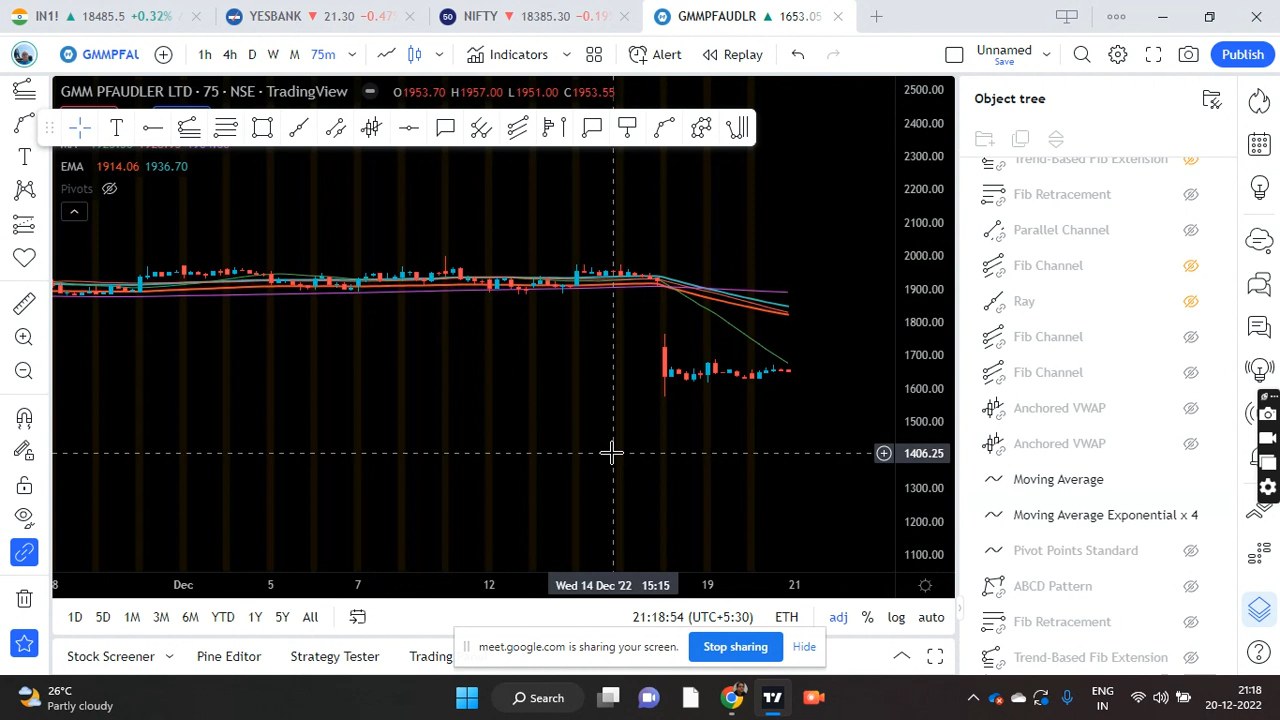 IN1! 18485.5 +0.32%
YESBANK 21.30 -0.47%
50 NIFTY 18385.30 -0.19%
GMMPFAUDLR 1653.05
GMMPFAU
1h 4h D W M 75m
Indicators
Alert
Replay
Unnamed
Save
Publish
GMM PFAUDLER LTD · 75 · NSE · TradingView
O1953.70 H1957.00 L1951.00 C1953.55
EMA 1914.06 1936.70
Pivots
2500.00
2400.00
2300.00
2200.00
2100.00
2000.00
1900.00
1800.00
1700.00
1600.00
1500.00
1406.25
1300.00
1200.00
1100.00
8 Dec 5 7 12 Wed 14 Dec '22 15:15 19 21
1D 5D 1M 3M 6M YTD 1Y 5Y All
21:18:54 (UTC+5:30) ETH adj % log auto
Stock Screener
Pine Editor
Strategy Tester
meet.google.com is sharing your screen.
Stop sharing
Hide
Object tree
Trend-Based Fib Extension
Fib Retracement
Parallel Channel
Fib Channel
Ray
Fib Channel
Fib Channel
Anchored VWAP
Anchored VWAP
Moving Average
Moving Average Exponential x 4
Pivot Points Standard
ABCD Pattern
Fib Retracement
Trend-Based Fib Extension
26°C
Partly cloudy
Search
ENG
IN
21:18
20-12-2022